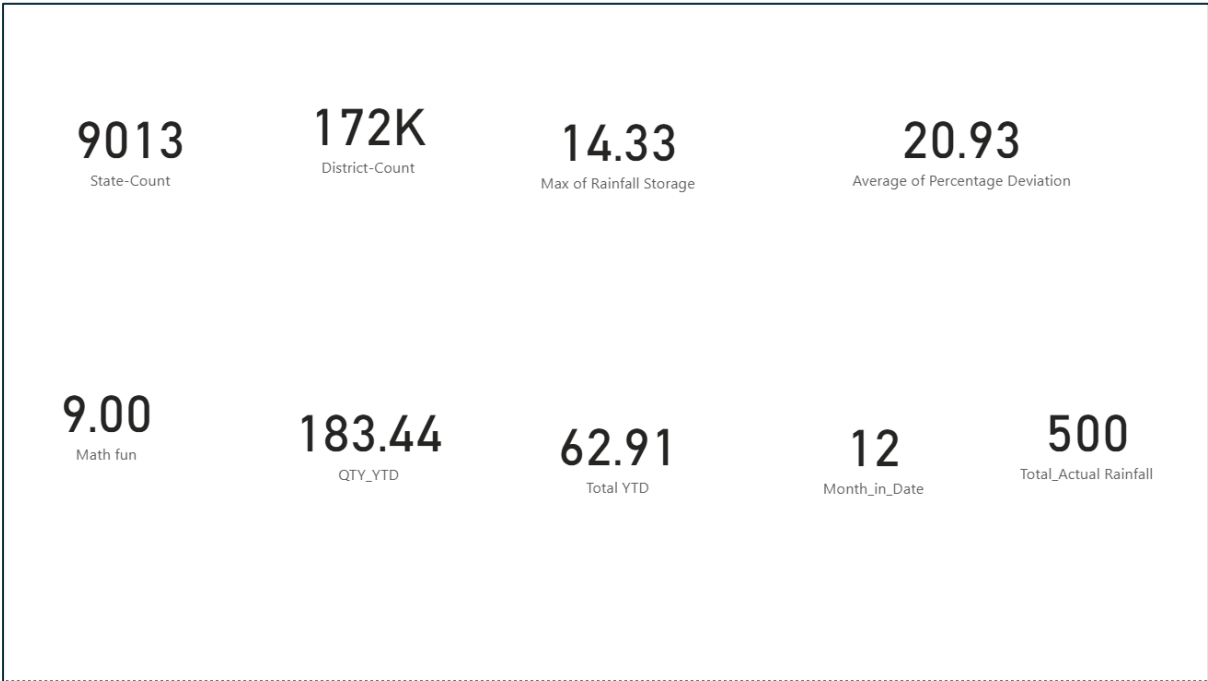 9013
State-Count
172K
District-Count
14.33
Max of Rainfall Storage
20.93
Average of Percentage Deviation
9.00
Math fun
183.44
QTY_YTD
62.91
Total YTD
12
Month_in_Date
500
Total_Actual Rainfall